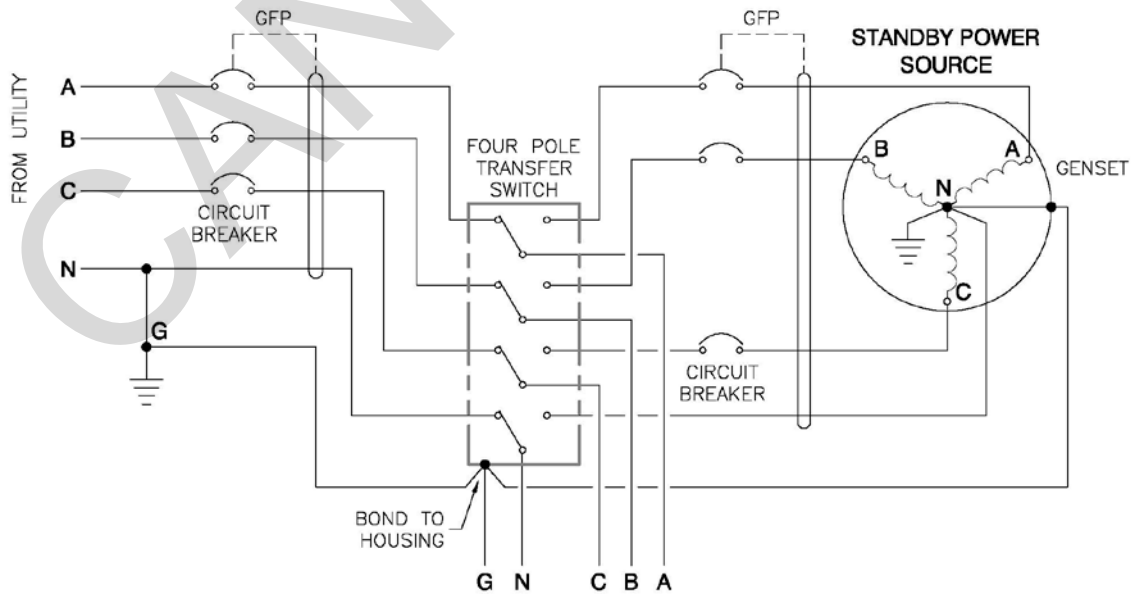 GFP
GFP
STANDBY POWER
SOURCE
FROM UTILITY
A
B
C
N
G
CIRCUIT
BREAKER
FOUR POLE
TRANSFER
SWITCH
B
A
N
C
GENSET
CIRCUIT
BREAKER
BOND TO
HOUSING
G N C B A
CAN